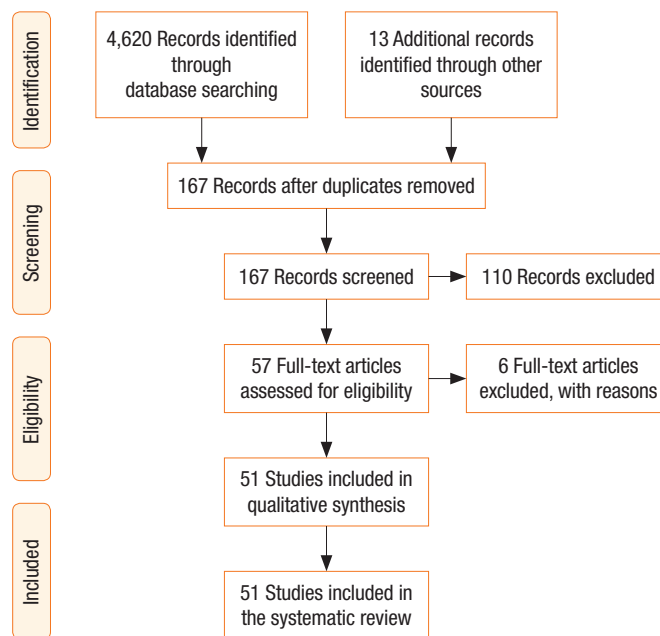 Identification
4,620 Records identified
through
database searching
13 Additional records
identified through other
sources
167 Records after duplicates removed
Screening
167 Records screened
110 Records excluded
Eligibility
57 Full-text articles
assessed for eligibility
6 Full-text articles
excluded, with reasons
51 Studies included in
qualitative synthesis
Included
51 Studies included in
the systematic review